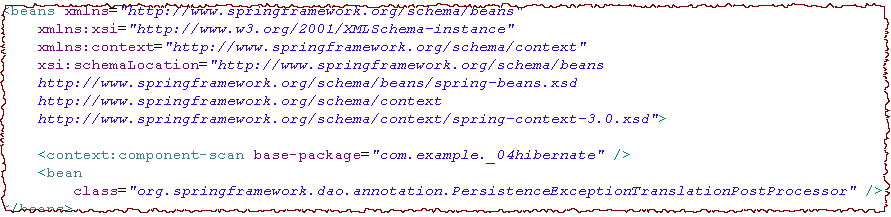 <beans xmlns="http://www.springframework.org/schema/beans"
xmlns:xsi="http://www.w3.org/2001/XMLSchema-instance"
xmlns:context="http://www.springframework.org/schema/context"
xsi:schemaLocation="http://www.springframework.org/schema/beans
http://www.springframework.org/schema/beans/spring-beans.xsd
http://www.springframework.org/schema/context
http://www.springframework.org/schema/context/spring-context-3.0.xsd">
<context:component-scan base-package="com.example._04hibernate" />
<bean
class="org.springframework.dao.annotation.PersistenceExceptionTranslationPostProcessor" />
</beans>